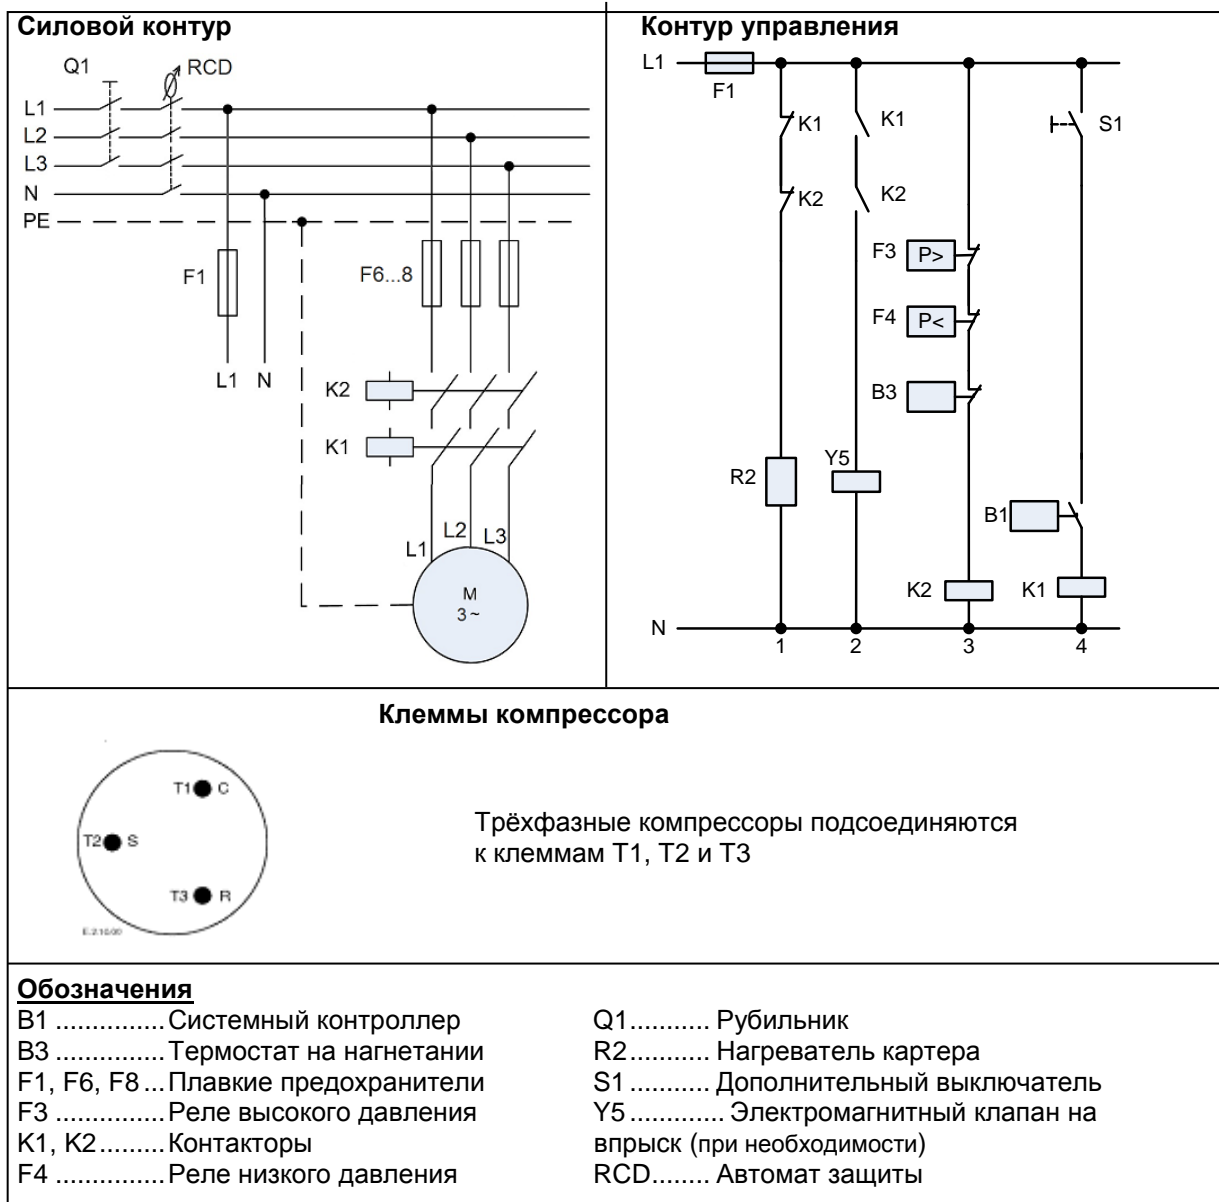 Силовой контур
Q1
RCD
L1
L2
L3
N
PE
F1
F6...8
L1 N
K2
K1
L1 L2 L3
M
3 ~
Контур управления
L1
F1
K1
K1
S1
K2
K2
F3 P>
F4 P<
B3
R2
Y5
B1
K2
K1
N
1 2 3 4
Клеммы компрессора
T1 C
T2 S
T3 R
E.2.10.00
Трёхфазные компрессоры подсоединяются
к клеммам T1, T2 и T3
Обозначения
B1 ...............Системный контроллер
B3 ...............Термостат на нагнетании
F1, F6, F8...Плавкие предохранители
F3 ...............Реле высокого давления
K1, K2.........Контакторы
F4 ...............Реле низкого давления
Q1........... Рубильник
R2........... Нагреватель картера
S1 ........... Дополнительный выключатель
Y5............. Электромагнитный клапан на
впрыск (при необходимости)
RCD........ Автомат защиты